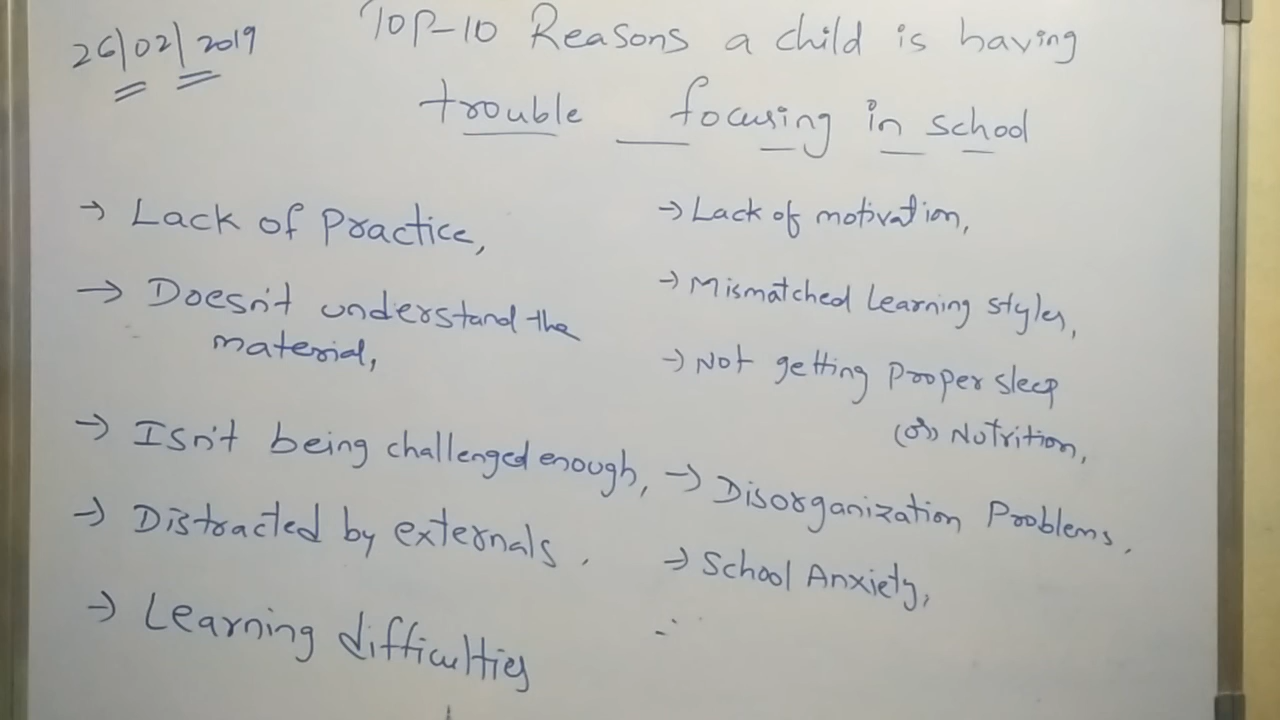 26/02/2019
Top-10 Reasons a child is having
trouble focusing in school
→ Lack of Practice,
→ Doesn't understand the
material,
→ Isn't being challenged enough,
→ Distracted by externals.
→ Learning difficulties
→ Lack of motivation,
→ Mismatched Learning styles,
→ Not getting Proper sleep
(or) Nutrition,
→ Disorganization Problems.
→ School Anxiety,